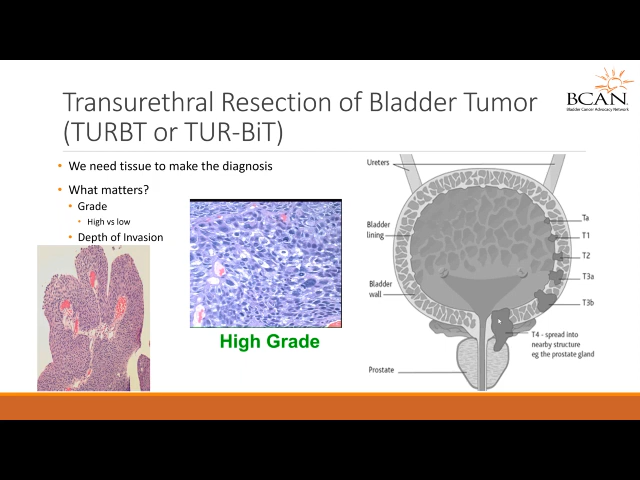 Transurethral Resection of Bladder Tumor
(TURBT or TUR-BiT)
BCAN
Bladder Cancer Advocacy Network
• We need tissue to make the diagnosis
• What matters?
• Grade
• High vs low
• Depth of Invasion
High Grade
Ureters
Bladder
lining
Bladder
wall
Prostate
Ta
T1
T2
T3a
T3b
T4 - spread into
nearby structure
eg the prostate gland